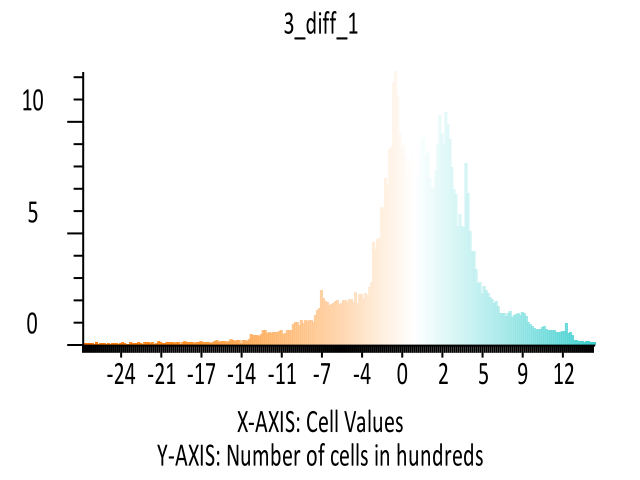 3_diff_1
10
5
0
-24 -21 -17 -14 -11 -7 -4 0 2 5 9 12
X-AXIS: Cell Values
Y-AXIS: Number of cells in hundreds